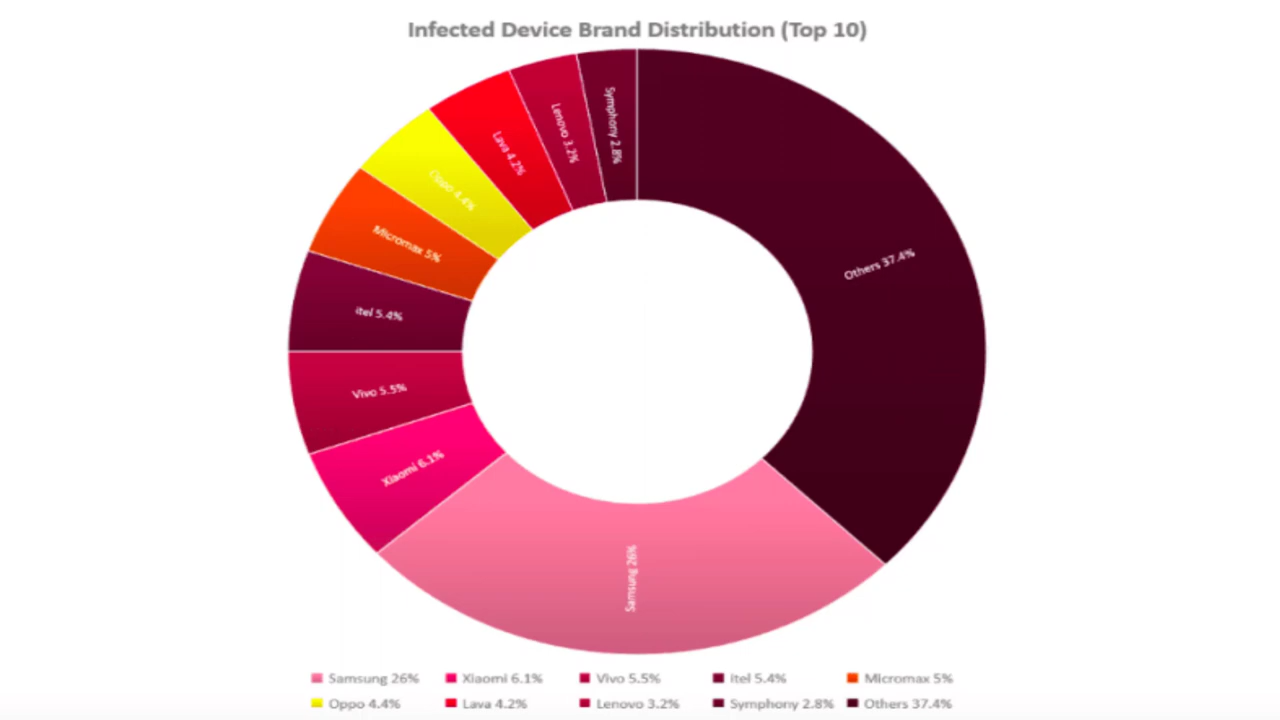 Infected Device Brand Distribution (Top 10)
Symphony 2.8%
Lenovo 3.2%
Lava 4.2%
Oppo 4.4%
Micromax 5%
itel 5.4%
Vivo 5.5%
Xiaomi 6.1%
Samsung 26%
Others 37.4%
Samsung 26% Xiaomi 6.1% Vivo 5.5% itel 5.4% Micromax 5%
Oppo 4.4% Lava 4.2% Lenovo 3.2% Symphony 2.8% Others 37.4%